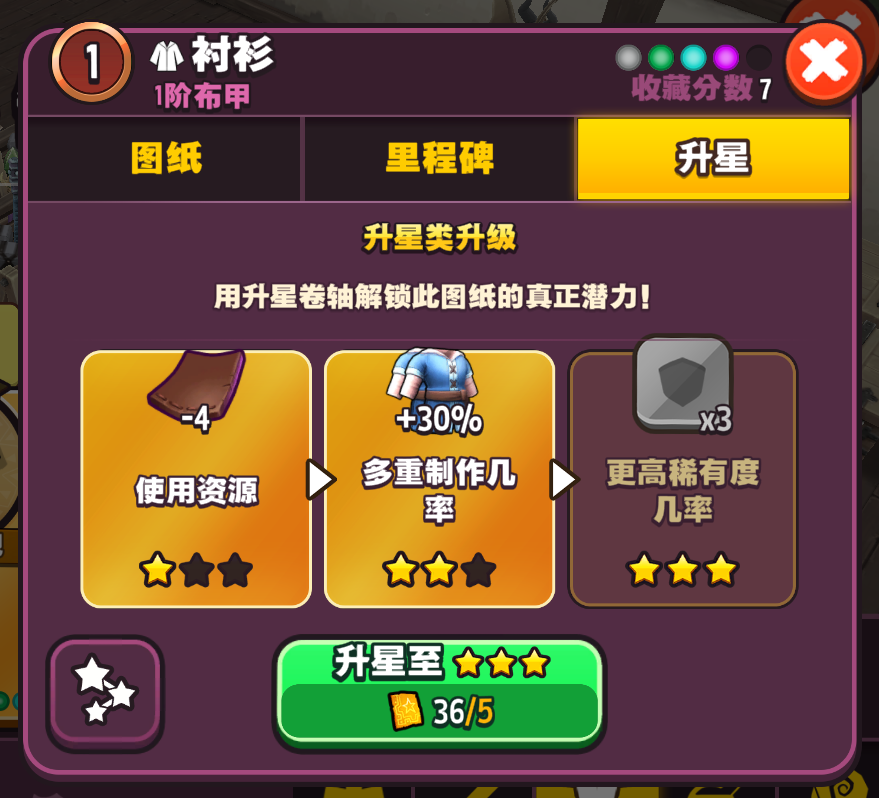 1
衬衫
1阶布甲
收藏分数 7
图纸
里程碑
升星
升星类升级
用升星卷轴解锁此图纸的真正潜力!
-4
使用资源
+30%
多重制作几
率
x3
更高稀有度
几率
升星至
36/5